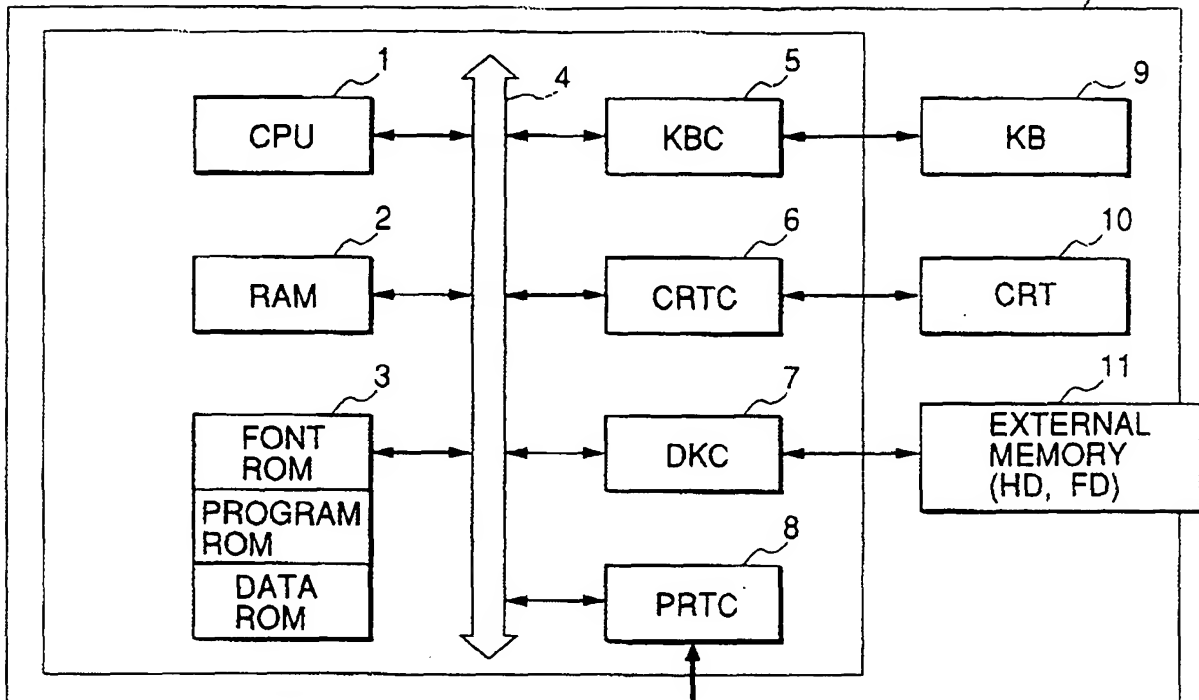 1
4
5
9
CPU
KBC
KB
2
6
10
RAM
CRTC
CRT
3
7
11
FONT
ROM
PROGRAM
ROM
DATA
ROM
DKC
EXTERNAL
MEMORY
(HD, FD)
8
PRTC